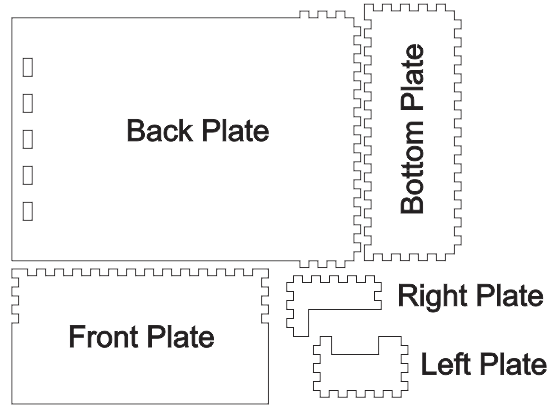 Back Plate
Bottom Plate
Front Plate
Right Plate
Left Plate